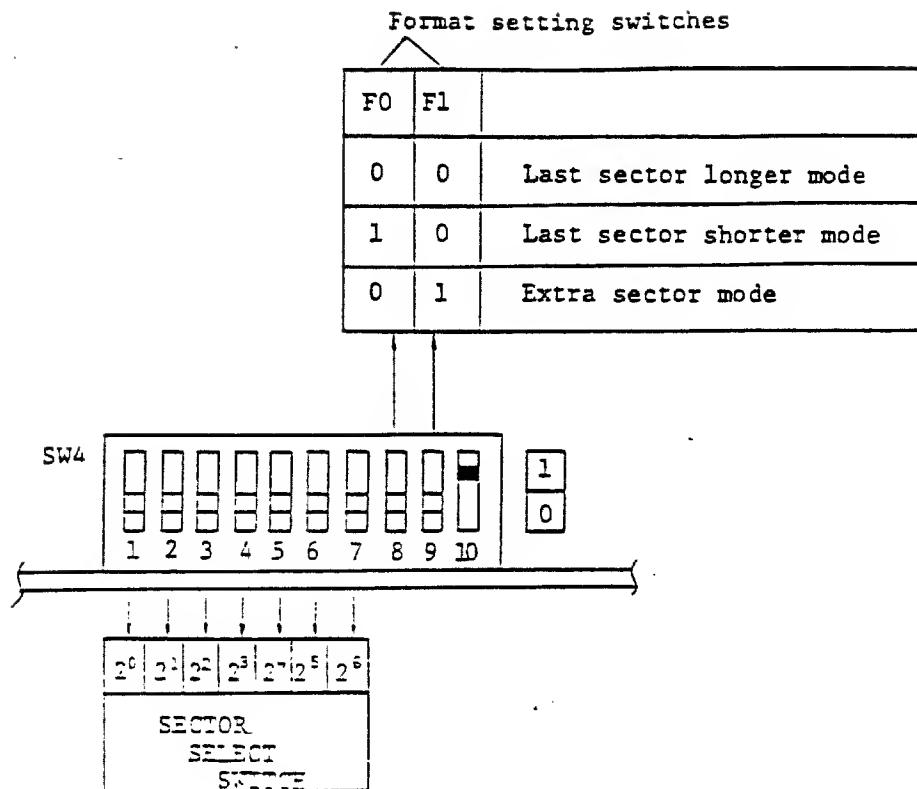 Format setting switches
F0 F1
0 0 Last sector longer mode
1 0 Last sector shorter mode
0 1 Extra sector mode
SW4
1
0
1 2 3 4 5 6 7 8 9 10
2⁰ 2¹ 2² 2³ 2⁵ 2⁶
SECTOR
SELECT
SWITCH